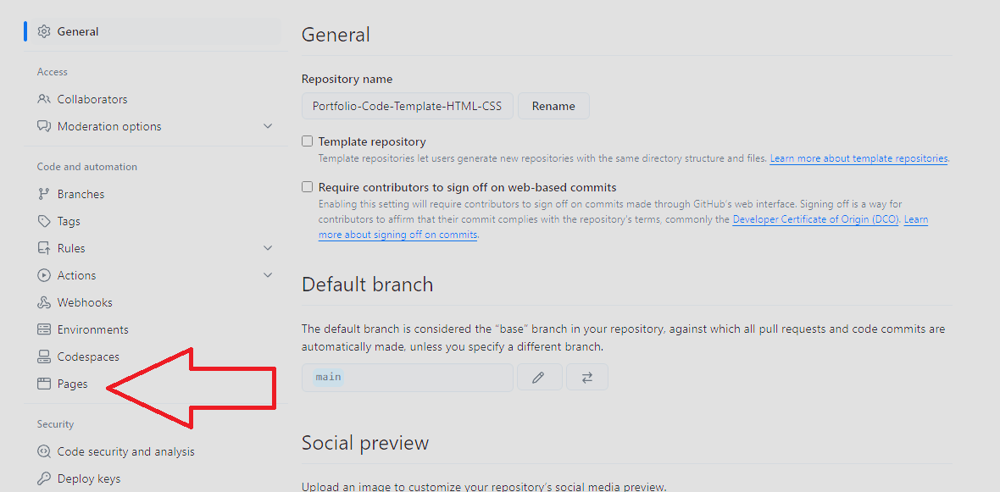 General
Access
Collaborators
Moderation options
Code and automation
Branches
Tags
Rules
Actions
Webhooks
Environments
Codespaces
Pages
Security
Code security and analysis
Deploy keys
General
Repository name
Portfolio-Code-Template-HTML-CSS
Rename
Template repository
Template repositories let users generate new repositories with the same directory structure and files. Learn more about template repositories.
Require contributors to sign off on web-based commits
Enabling this setting will require contributors to sign off on commits made through GitHub's web interface. Signing off is a way for
contributors to affirm that their commit complies with the repository's terms, commonly the Developer Certificate of Origin (DCO). Learn
more about signing off on commits.
Default branch
The default branch is considered the “base” branch in your repository, against which all pull requests and code commits are
automatically made, unless you specify a different branch.
main
Social preview
Upload an image to customize your repository's social media preview.